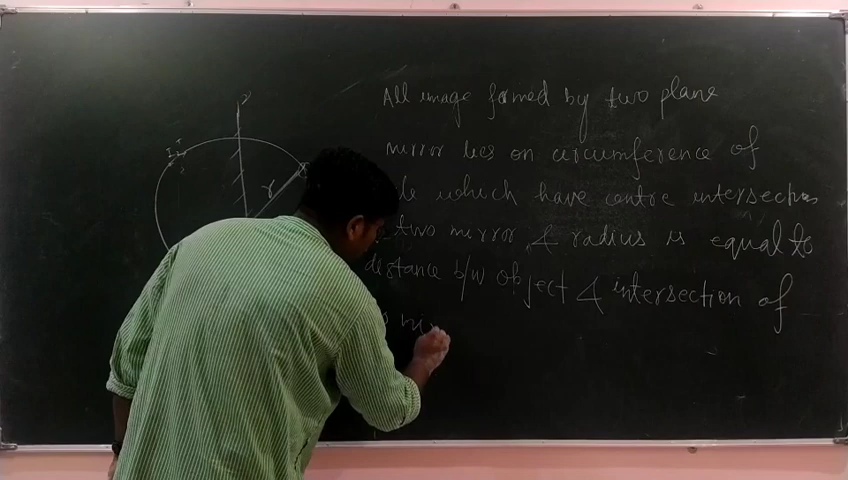 All image formed by two plane
mirror lies on circumference of
which have centre intersection
two mirror & radius is equal to
distance b/w object & intersection of
r